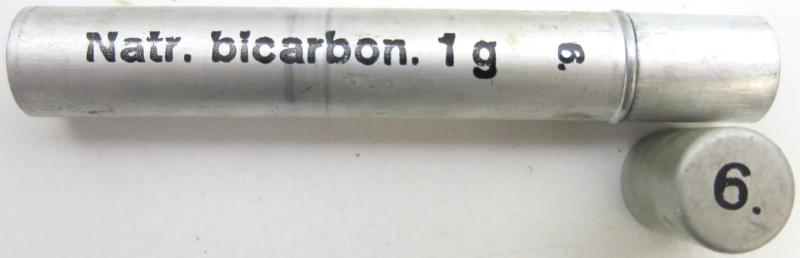 Natr. bicarbon. 1 g 6.
6.